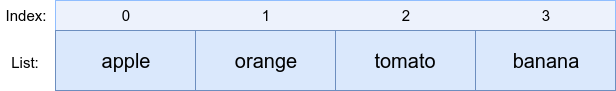 Index: 0 1 2 3
List: apple orange tomato banana